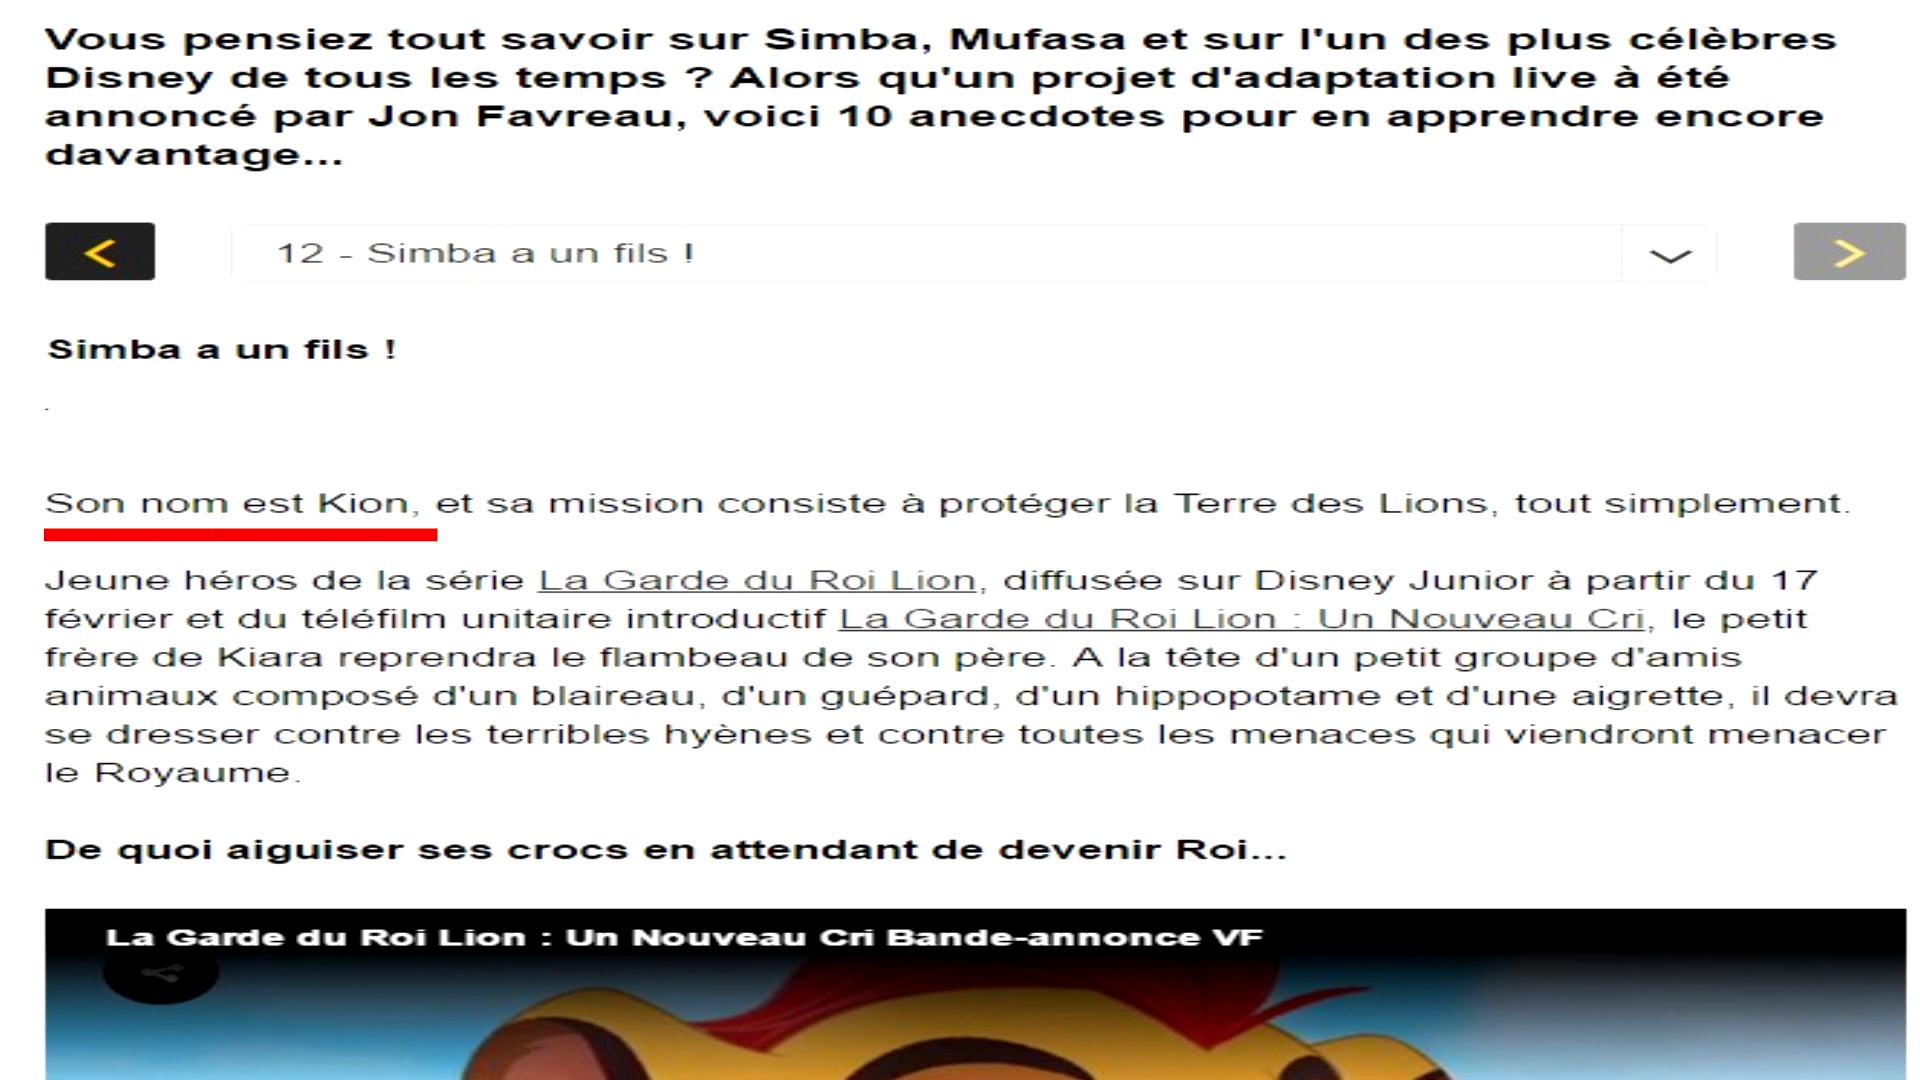 Vous pensiez tout savoir sur Simba, Mufasa et sur l'un des plus célèbres
Disney de tous les temps ? Alors qu'un projet d'adaptation live à été
annoncé par Jon Favreau, voici 10 anecdotes pour en apprendre encore
davantage...
12 - Simba a un fils !
Simba a un fils !
.
Son nom est Kion, et sa mission consiste à protéger la Terre des Lions, tout simplement.
Jeune héros de la série La Garde du Roi Lion, diffusée sur Disney Junior à partir du 17
février et du téléfilm unitaire introductif La Garde du Roi Lion : Un Nouveau Cri, le petit
frère de Kiara reprendra le flambeau de son père. A la tête d'un petit groupe d'amis
animaux composé d'un blaireau, d'un guépard, d'un hippopotame et d'une aigrette, il devra
se dresser contre les terribles hyènes et contre toutes les menaces qui viendront menacer
le Royaume.
De quoi aiguiser ses crocs en attendant de devenir Roi...
La Garde du Roi Lion : Un Nouveau Cri Bande-annonce VF